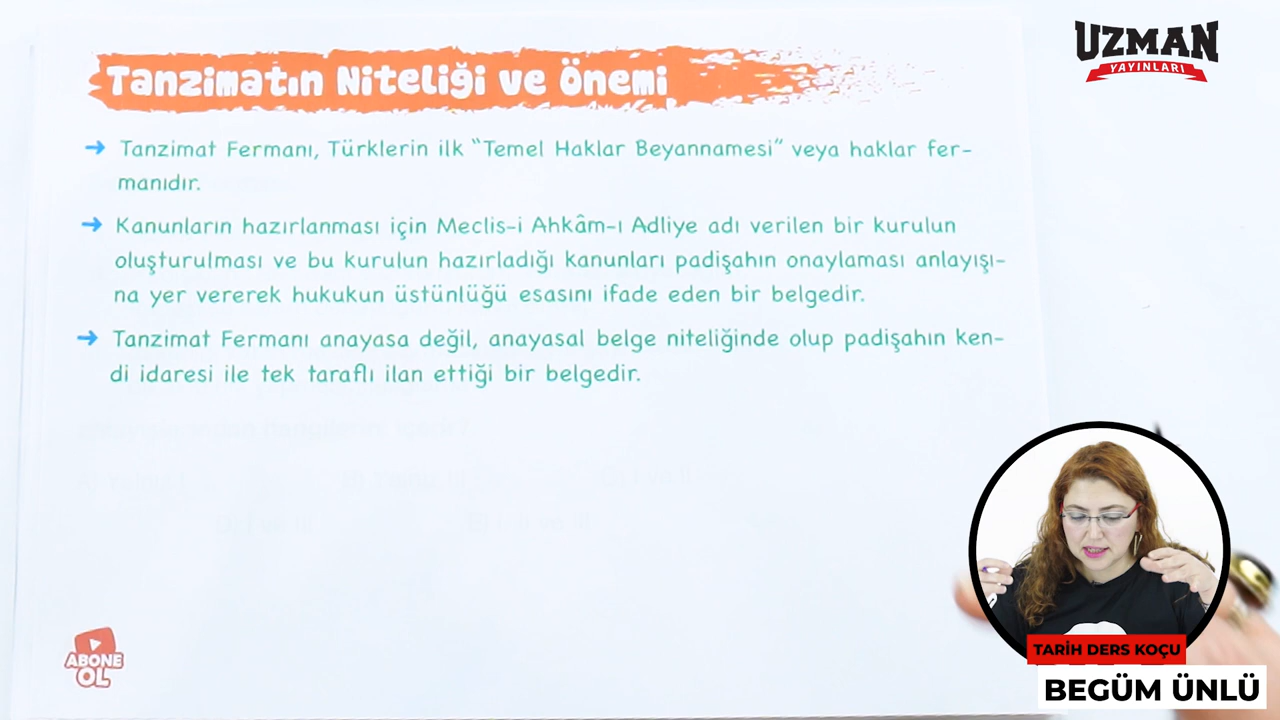 UZMAN
YAYINLARI
Tanzimatın Niteliği ve Önemi
➜ Tanzimat Fermanı, Türklerin ilk “Temel Haklar Beyannamesi” veya haklar fer-
manıdır.
➜ Kanunların hazırlanması için Meclis-i Ahkâm-ı Adliye adı verilen bir kurulun
oluşturulması ve bu kurulun hazırladığı kanunları padişahın onaylaması anlayışı-
na yer vererek hukukun üstünlüğü esasını ifade eden bir belgedir.
➜ Tanzimat Fermanı anayasa değil, anayasal belge niteliğinde olup padişahın ken-
di idaresi ile tek taraflı ilan ettiği bir belgedir.
ABONE
OL
TARİH DERS KOÇU
BEGÜM ÜNLÜ